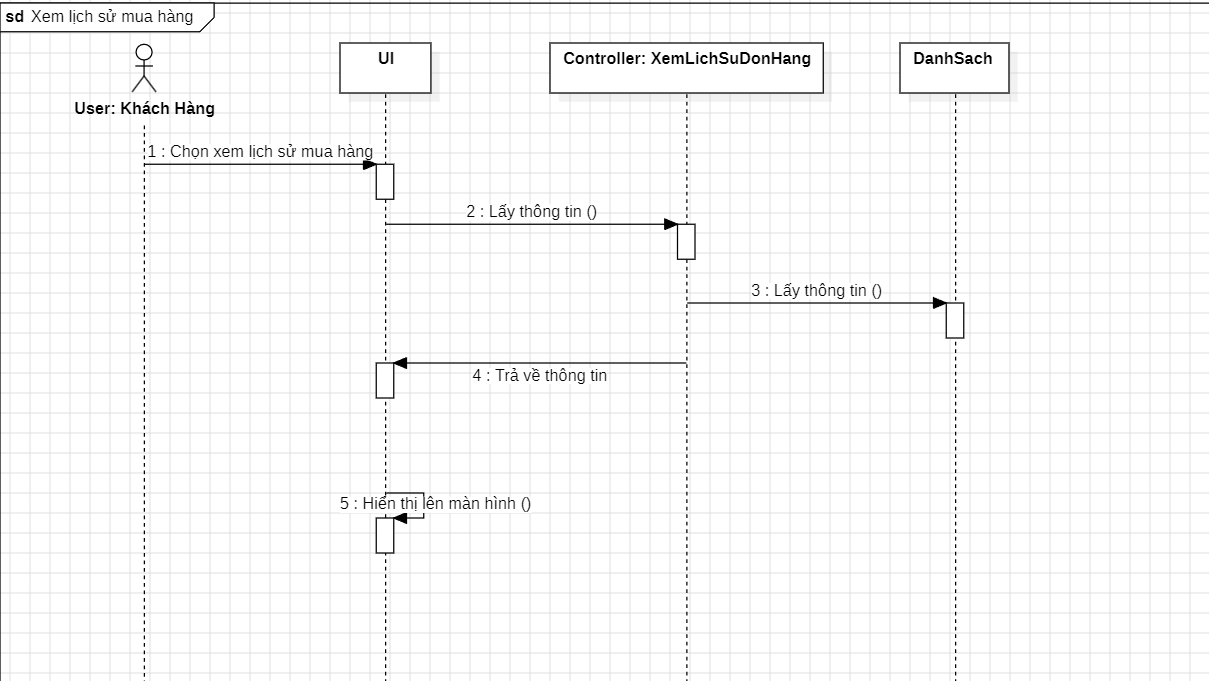 sd Xem lịch sử mua hàng
UI
Controller: XemLichSuDonHang
DanhSach
User: Khách Hàng
1 : Chọn xem lịch sử mua hàng
2 : Lấy thông tin ()
3 : Lấy thông tin ()
4 : Trả về thông tin
5 : Hiển thị lên màn hình ()